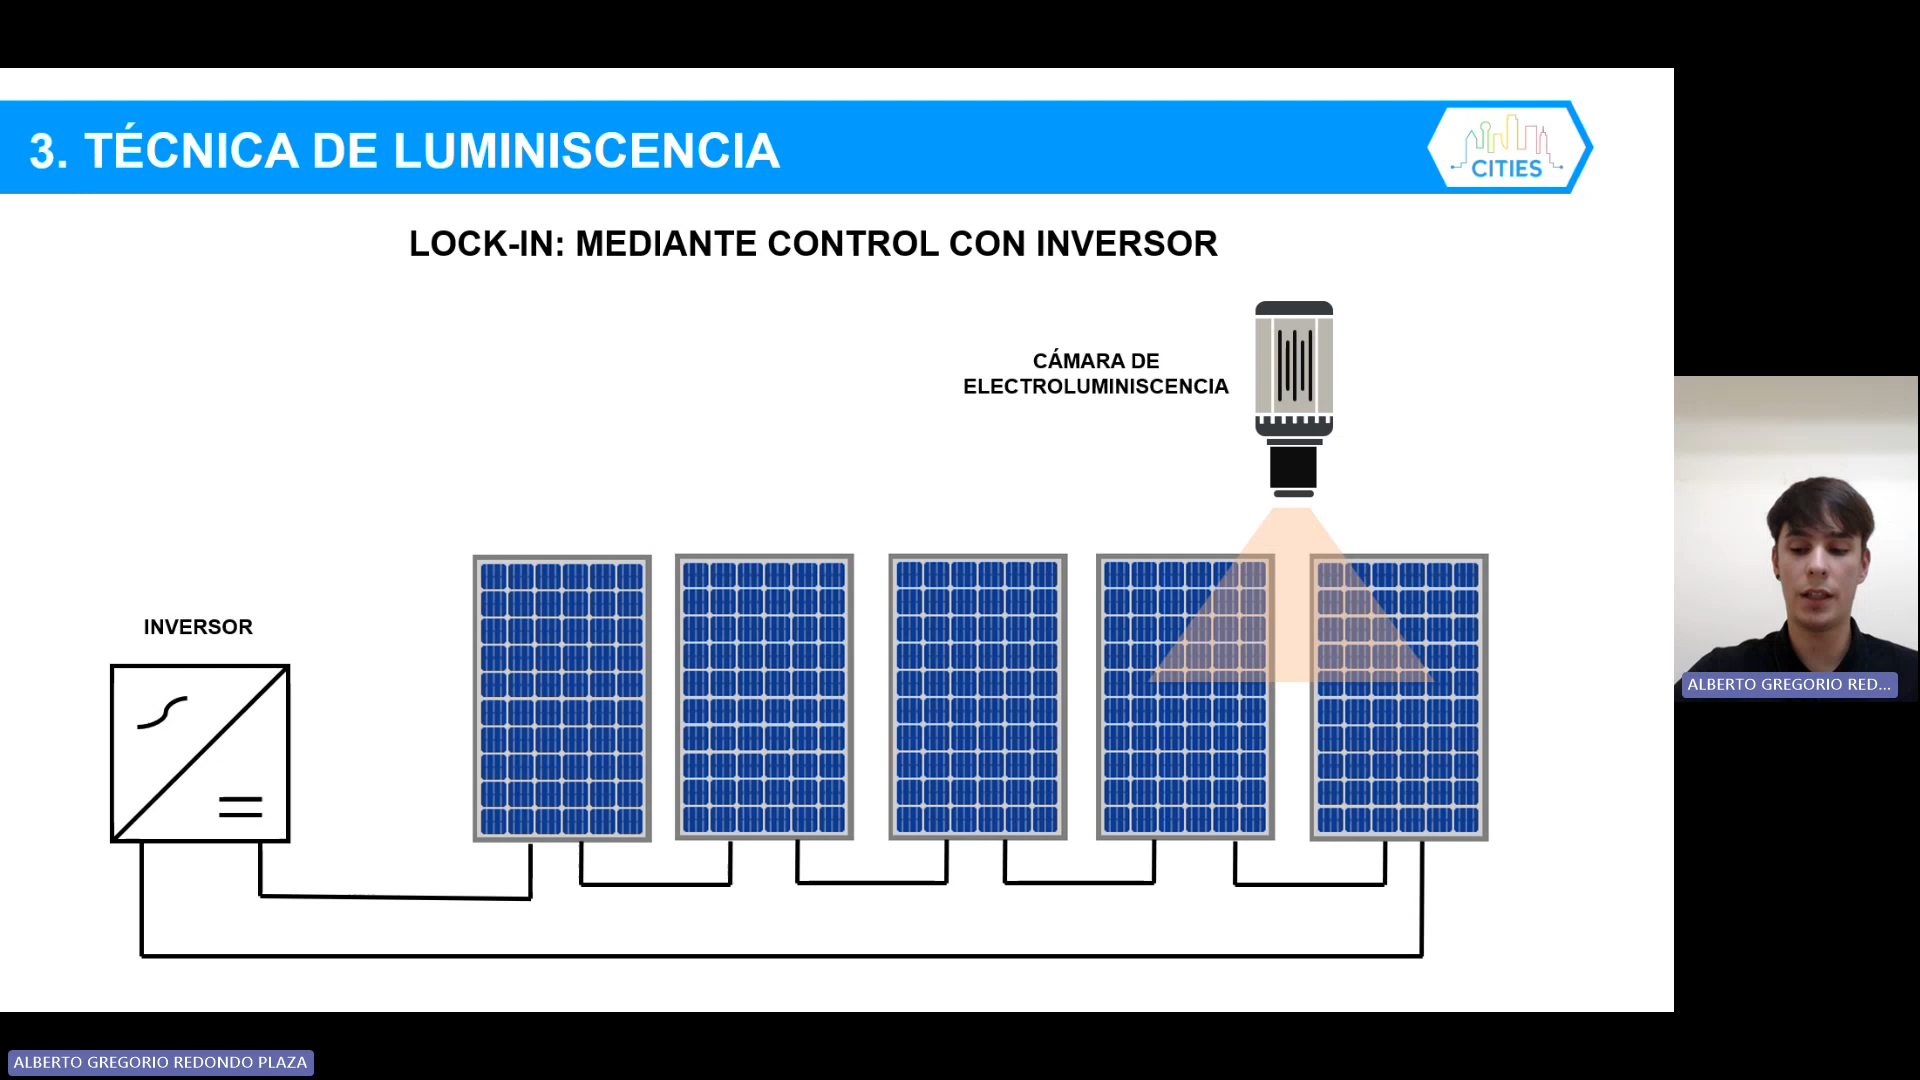 3. TÉCNICA DE LUMINISCENCIA
CITIES
LOCK-IN: MEDIANTE CONTROL CON INVERSOR
CÁMARA DE
ELECTROLUMINISCENCIA
INVERSOR
ALBERTO GREGORIO RED...
ALBERTO GREGORIO REDONDO PLAZA